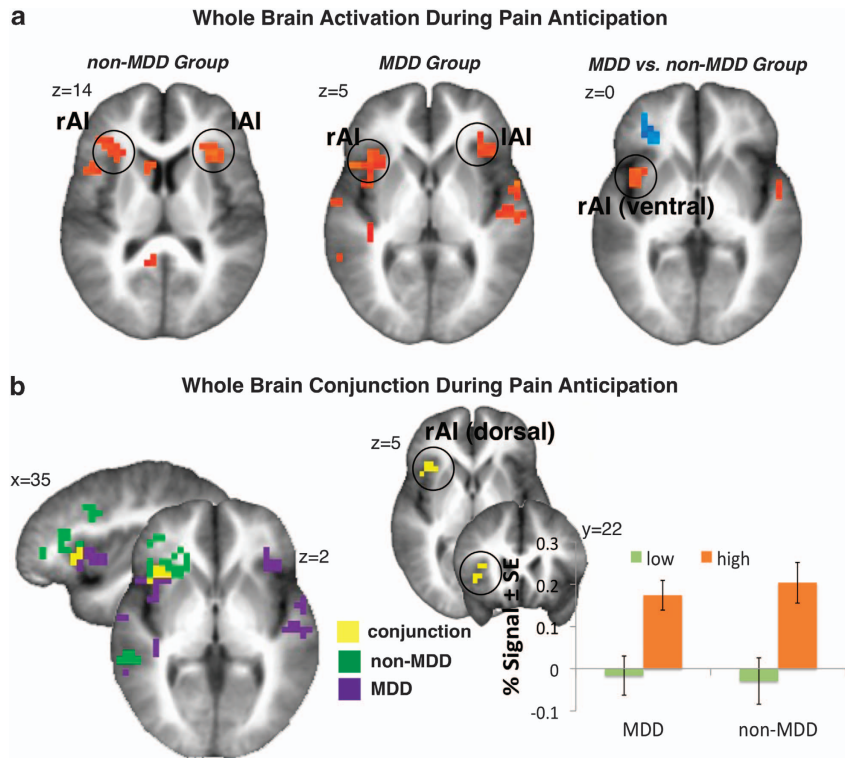 a
Whole Brain Activation During Pain Anticipation
non-MDD Group
MDD Group
MDD vs. non-MDD Group
z=14
z=5
z=0
rAI
lAI
rAI
lAI
rAI (ventral)
b
Whole Brain Conjunction During Pain Anticipation
x=35
z=2
conjunction
non-MDD
MDD
z=5
rAI (dorsal)
y=22
% Signal ± SE
0.3
0.2
0.1
0
-0.1
low
high
MDD
non-MDD